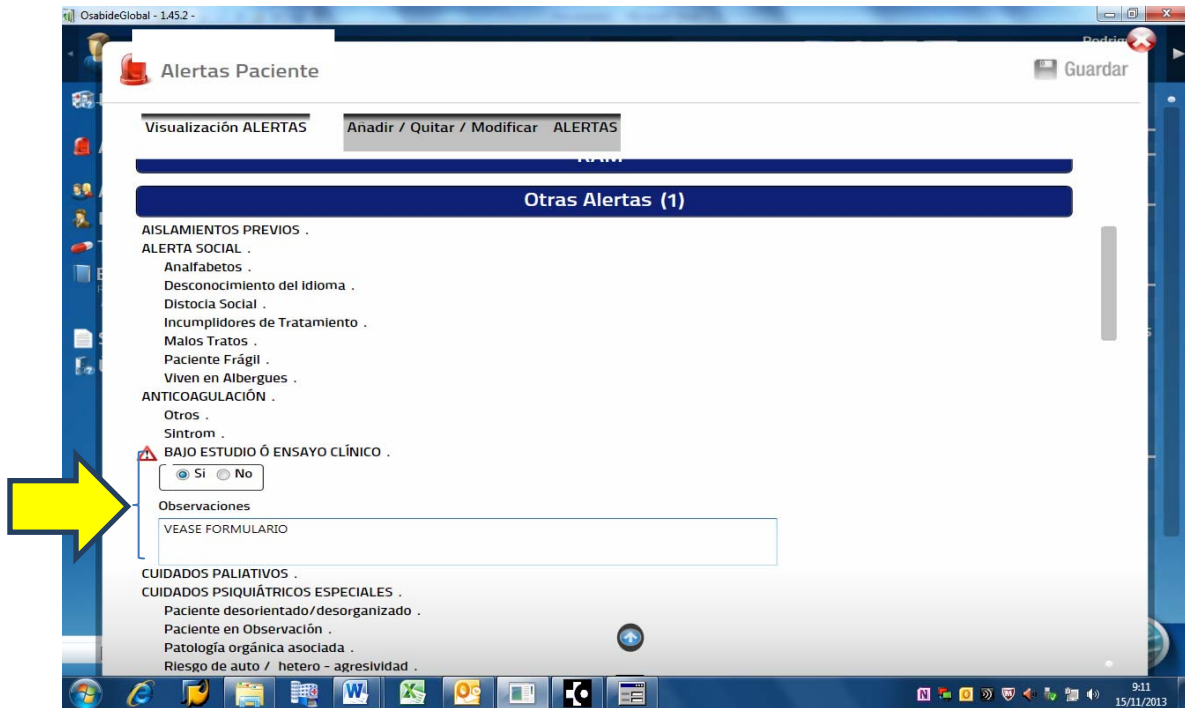 OsabideGlobal - 1.45.2 -
Alertas Paciente
Guardar
Visualización ALERTAS
Añadir / Quitar / Modificar ALERTAS
Otras Alertas (1)
AISLAMIENTOS PREVIOS .
ALERTA SOCIAL .
Analfabetos .
Desconocimiento del idioma .
Distocia Social .
Incumplidores de Tratamiento .
Malos Tratos .
Paciente Frágil .
Viven en Albergues .
ANTICOAGULACIÓN .
Otros .
Sintrom .
BAJO ESTUDIO Ó ENSAYO CLÍNICO .
Si No
Observaciones
VEASE FORMULARIO
CUIDADOS PALIATIVOS .
CUIDADOS PSIQUIÁTRICOS ESPECIALES .
Paciente desorientado/desorganizado .
Paciente en Observación .
Patología orgánica asociada .
Riesgo de auto / hetero - agresividad .
9:11
15/11/2013